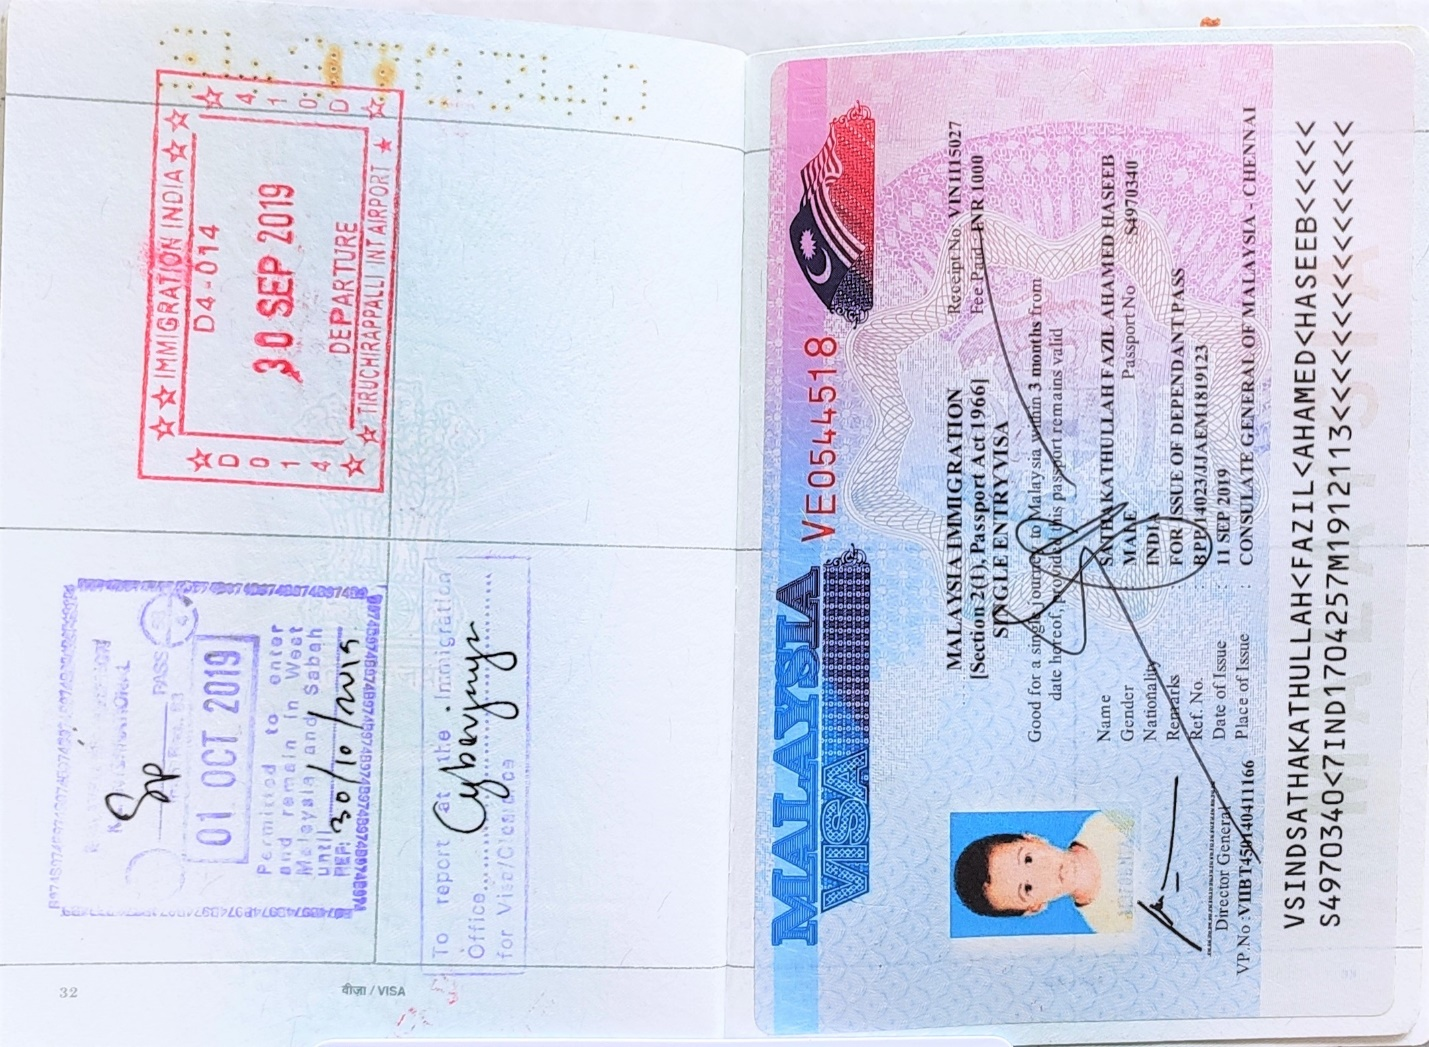 ★ ★ IMMIGRATION INDIA ★ ★
D4-014
30 SEP 2019
DEPARTURE
★ TIRUCHIRAPPALLI INT AIRPORT ★
4 1 0 D
D 0 1 4
PASS
01 OCT 2019
Permitted to enter
and remain in West
Malaysia and Sabah
until
REP: 30/10/2019
To report at the Immigration
Office Cyberjaya
for Visa/Clearance
32
वीज़ा / VISA
MALAYSIA
VISA
VE0544518
Receipt No VIN1115027
Fee Paid : INR 1000
MALAYSIA IMMIGRATION
[Section 2(1), Passport Act 1966]
SINGLE ENTRY VISA
Good for a single journey to Malaysia within 3 months from
date hereof, provided this passport remains valid
Name SATHAKATHULLAH FAZIL AHAMED HASEEB
Gender MALE Passport No S4970340
Nationality INDIA
Remarks FOR ISSUE OF DEPENDANT PASS
Ref. No. : BPP/14023/JJAEM1819123
Date of Issue : 11 SEP 2019
Place of Issue : CONSULATE GENERAL OF MALAYSIA - CHENNAI
Director General
VP.No : VIIBT450140411166
VSINDSATHAKATHULLAH<FAZIL<AHAMED<HASEEB<<<<<
S4970340<7IND1704257M19121113<<<<<<<<<<<<<<<